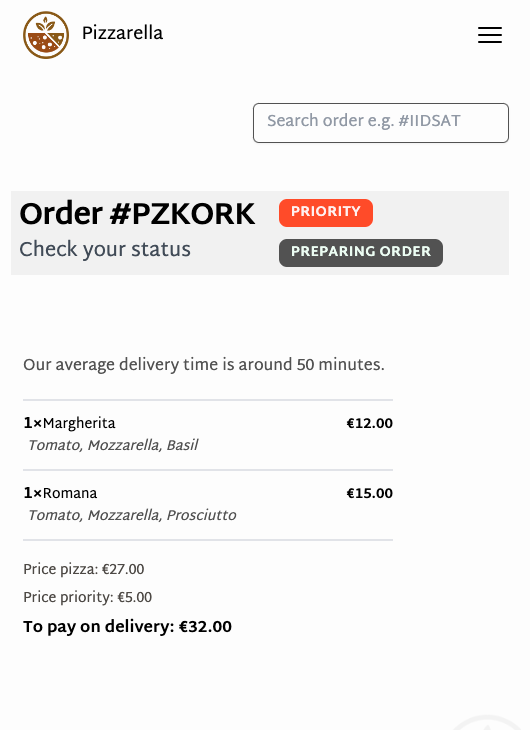 Pizzarella
Search order e.g. #IIDSAT
Order #PZKORK
PRIORITY
Check your status
PREPARING ORDER
Our average delivery time is around 50 minutes.
1×Margherita €12.00
Tomato, Mozzarella, Basil
1×Romana €15.00
Tomato, Mozzarella, Prosciutto
Price pizza: €27.00
Price priority: €5.00
To pay on delivery: €32.00